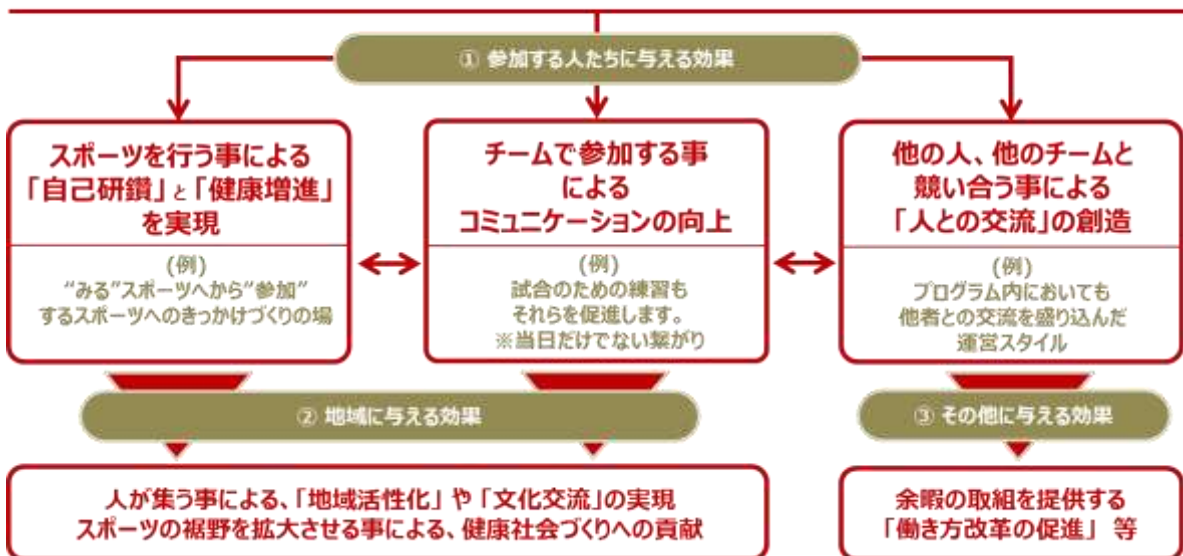 ① 参加する人たちに与える効果
スポーツを行う事による
「自己研鑽」と「健康増進」
を実現
(例)
“みる”スポーツへから“参加”
するスポーツへのきっかけづくりの場
チームで参加する事
による
コミュニケーションの向上
(例)
試合のための練習も
それらを促進します。
※当日だけでない繋がり
他の人、他のチームと
競い合う事による
「人との交流」の創造
(例)
プログラム内においても
他者との交流を盛り込んだ
運営スタイル
② 地域に与える効果
③ その他に与える効果
人が集う事による、「地域活性化」や「文化交流」の実現
スポーツの裾野を拡大させる事による、健康社会づくりへの貢献
余暇の取組を提供する
「働き方改革の促進」 等